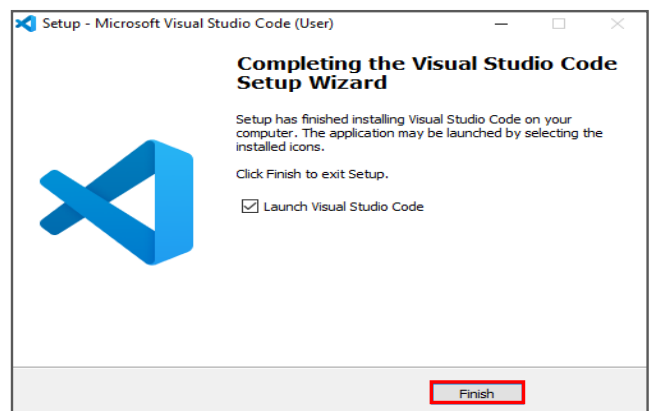 Setup - Microsoft Visual Studio Code (User)
Completing the Visual Studio Code
Setup Wizard
Setup has finished installing Visual Studio Code on your
computer. The application may be launched by selecting the
installed icons.
Click Finish to exit Setup.
Launch Visual Studio Code
Finish